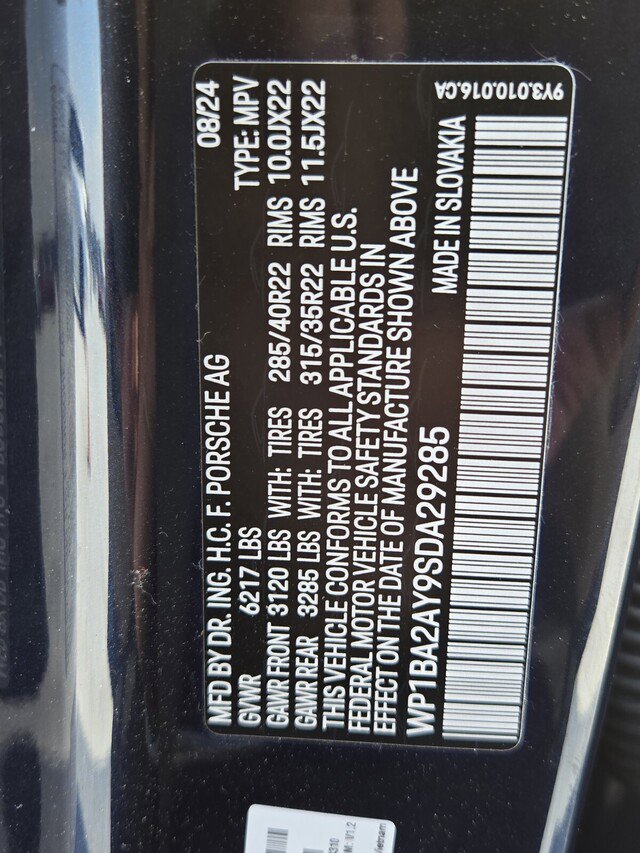 MFD BY DR. ING. H.C. F. PORSCHE AG 08/24
GVWR 6217 LBS TYPE: MPV
GAWR FRONT 3120 LBS WITH: TIRES 285/40R22 RIMS 10.0JX22
GAWR REAR 3295 LBS WITH: TIRES 315/35R22 RIMS 11.5JX22
THIS VEHICLE CONFORMS TO ALL APPLICABLE U.S.
FEDERAL MOTOR VEHICLE SAFETY STANDARDS IN
EFFECT ON THE DATE OF MANUFACTURE SHOWN ABOVE
WP1BA2AY9SDA29285 MADE IN SLOVAKIA
9Y3.010.016.CA